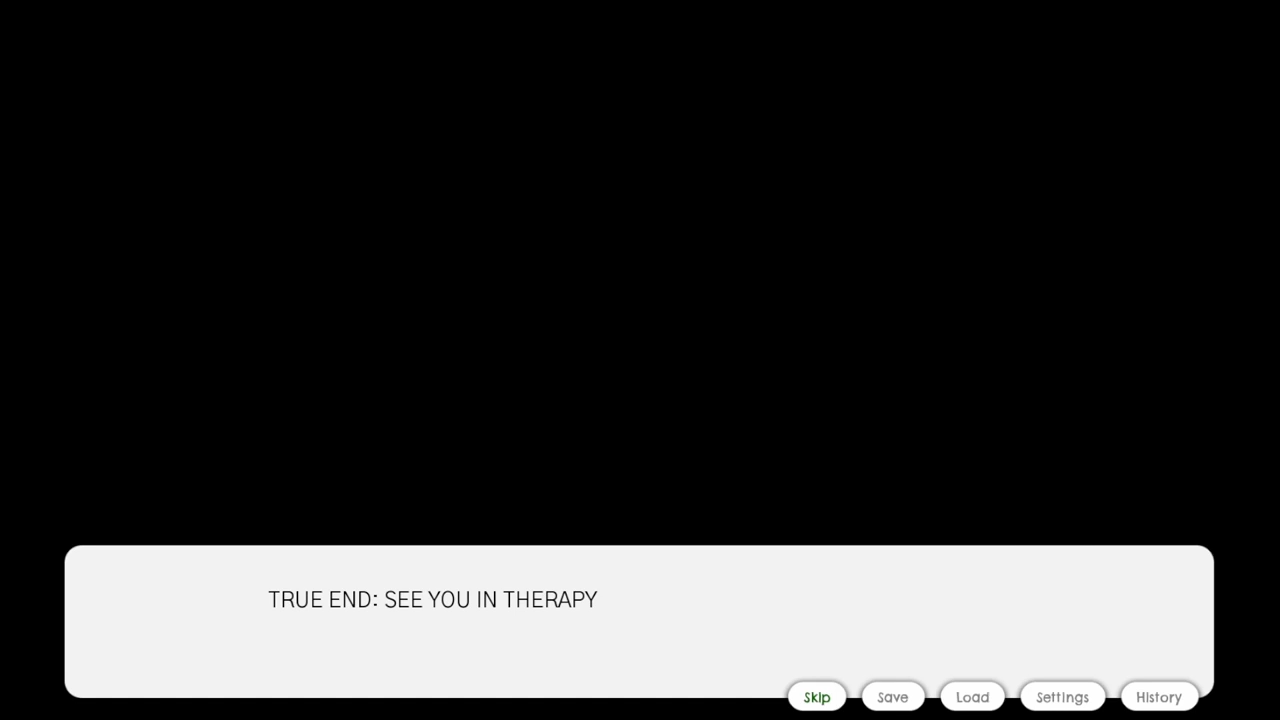 TRUE END: SEE YOU IN THERAPY
Skip
Save
Load
Settings
History